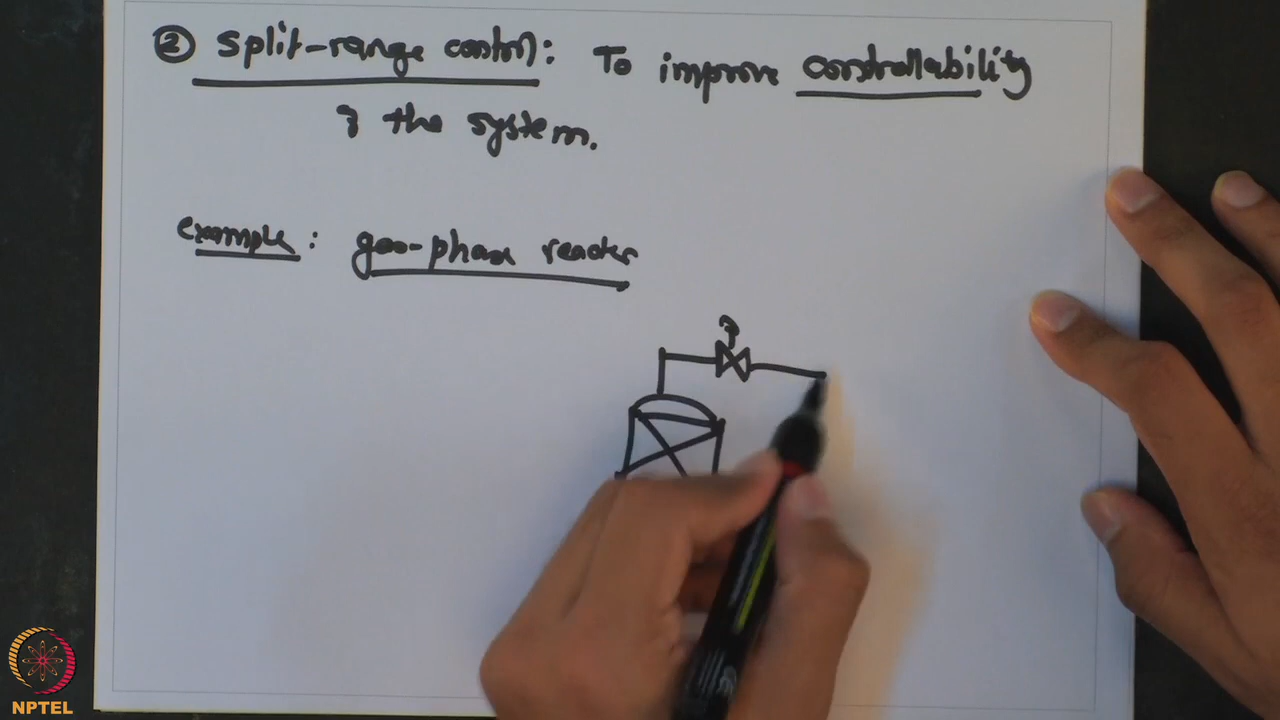 ② Split-range control: To improve controllability
of the system.
example: gas-phase reactor
NPTEL